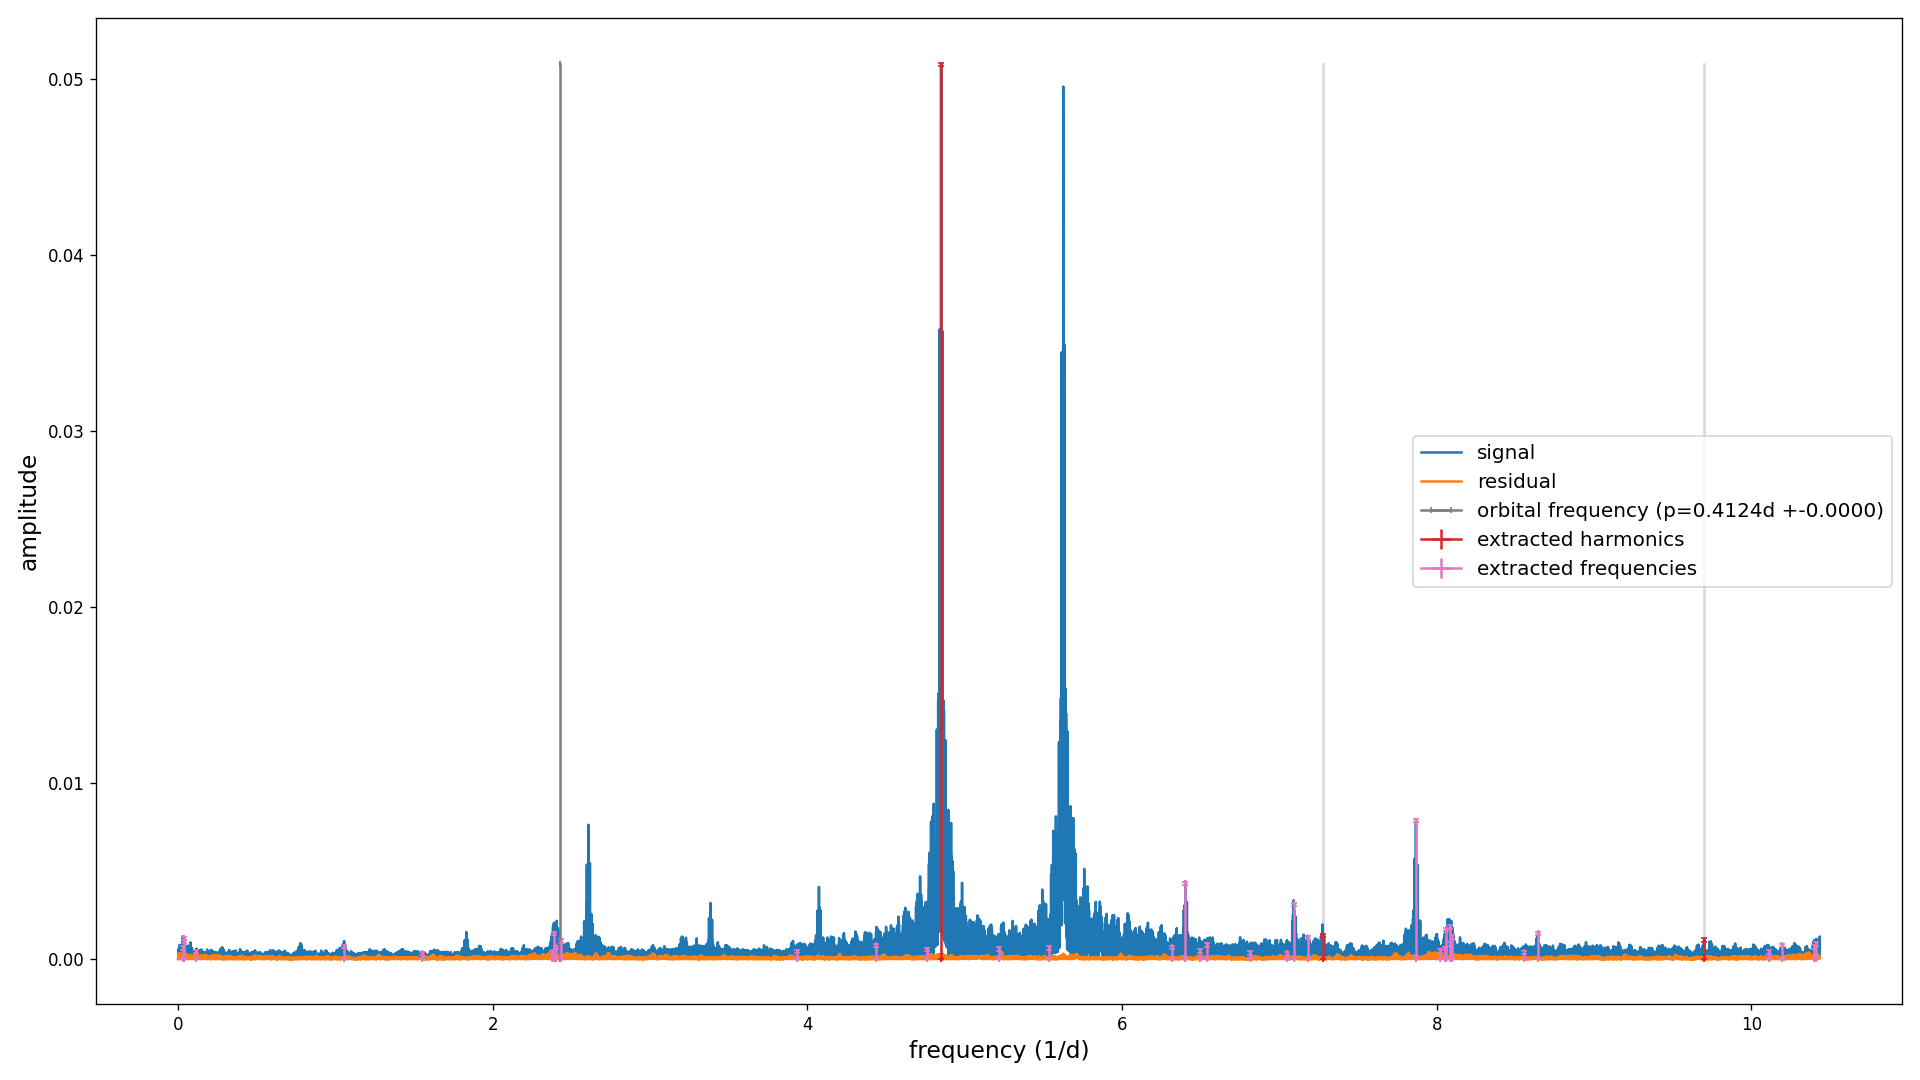 0.05
0.04
0.03
0.02
0.01
0.00
amplitude
signal
residual
orbital frequency (p=0.4124d +-0.0000)
extracted harmonics
extracted frequencies
0 2 4 6 8 10
frequency (1/d)